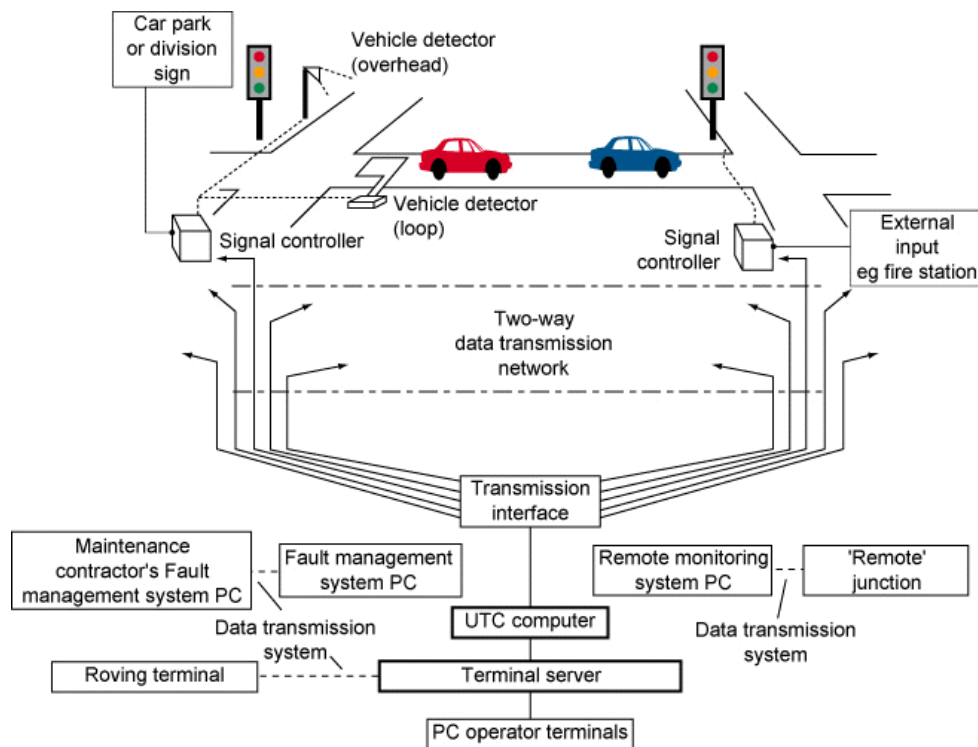 Car park
or division
sign
Vehicle detector
(overhead)
Vehicle detector
(loop)
Signal controller
Signal
controller
External
input
eg fire station
Two-way
data transmission
network
Transmission
interface
Maintenance
contractor's Fault
management system PC
Fault management
system PC
Remote monitoring
system PC
'Remote'
junction
Data transmission
system
UTC computer
Data transmission
system
Roving terminal
Terminal server
PC operator terminals